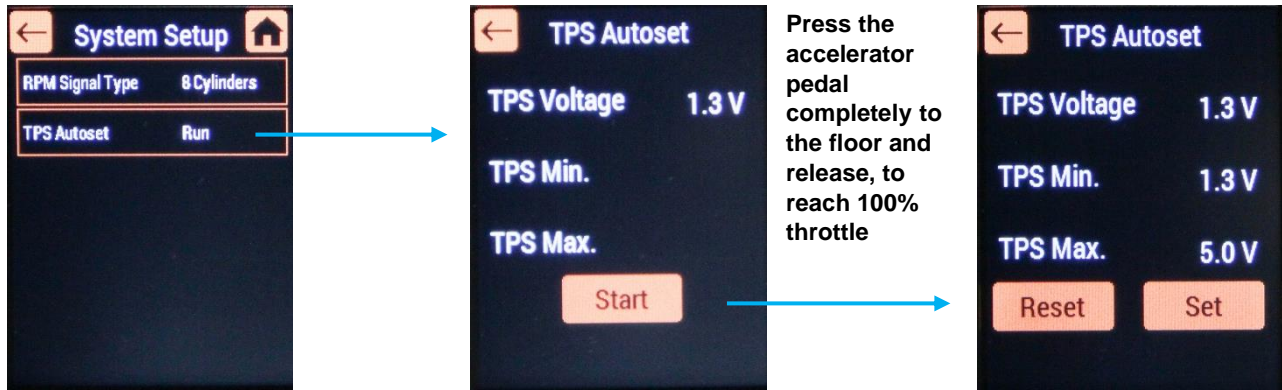 System Setup
RPM Signal Type 8 Cylinders
TPS Autoset Run
TPS Autoset
TPS Voltage 1.3 V
TPS Min.
TPS Max.
Start
Press the
accelerator
pedal
completely to
the floor and
release, to
reach 100%
throttle
TPS Autoset
TPS Voltage 1.3 V
TPS Min. 1.3 V
TPS Max. 5.0 V
Reset Set